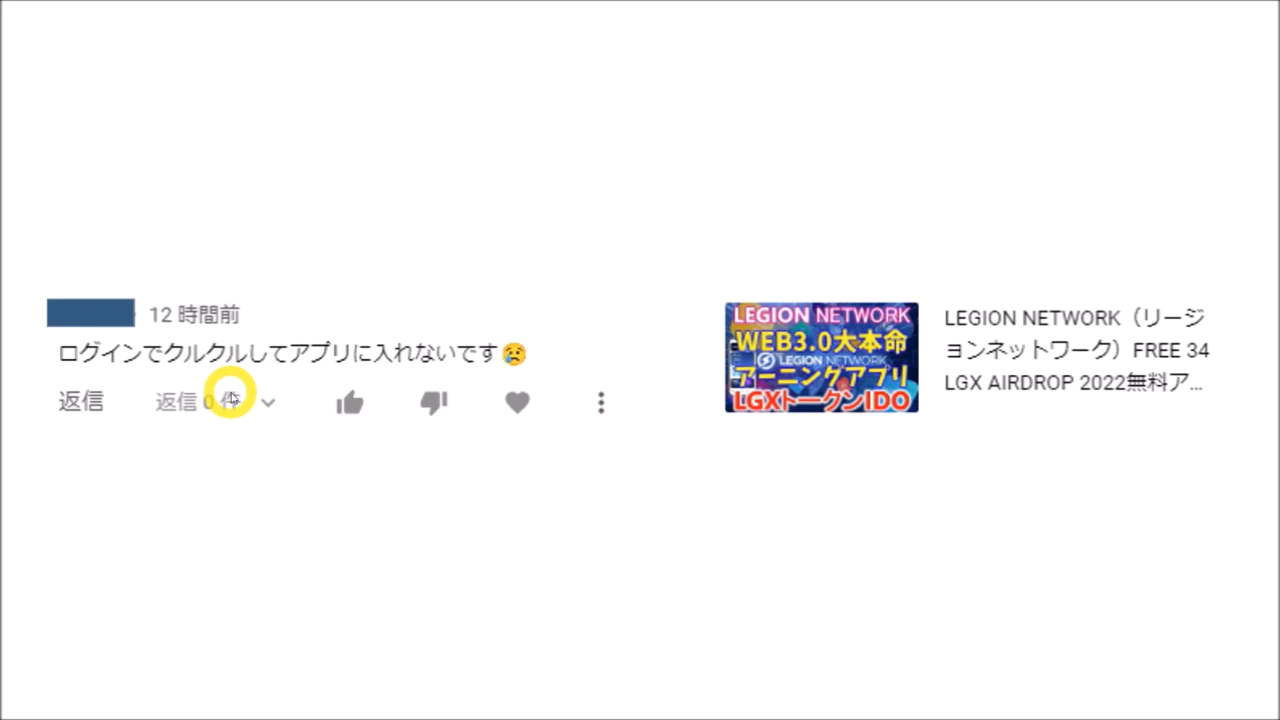 12 時間前
ログインでクルクルしてアプリに入れないです😢
返信
返信 0 件
LEGION NETWORK
WEB3.0大本命
LEGION NETWORK
アーニングアプリ
LGXトークンIDO
LEGION NETWORK（リージ
ョンネットワーク）FREE 34
LGX AIRDROP 2022無料ア...